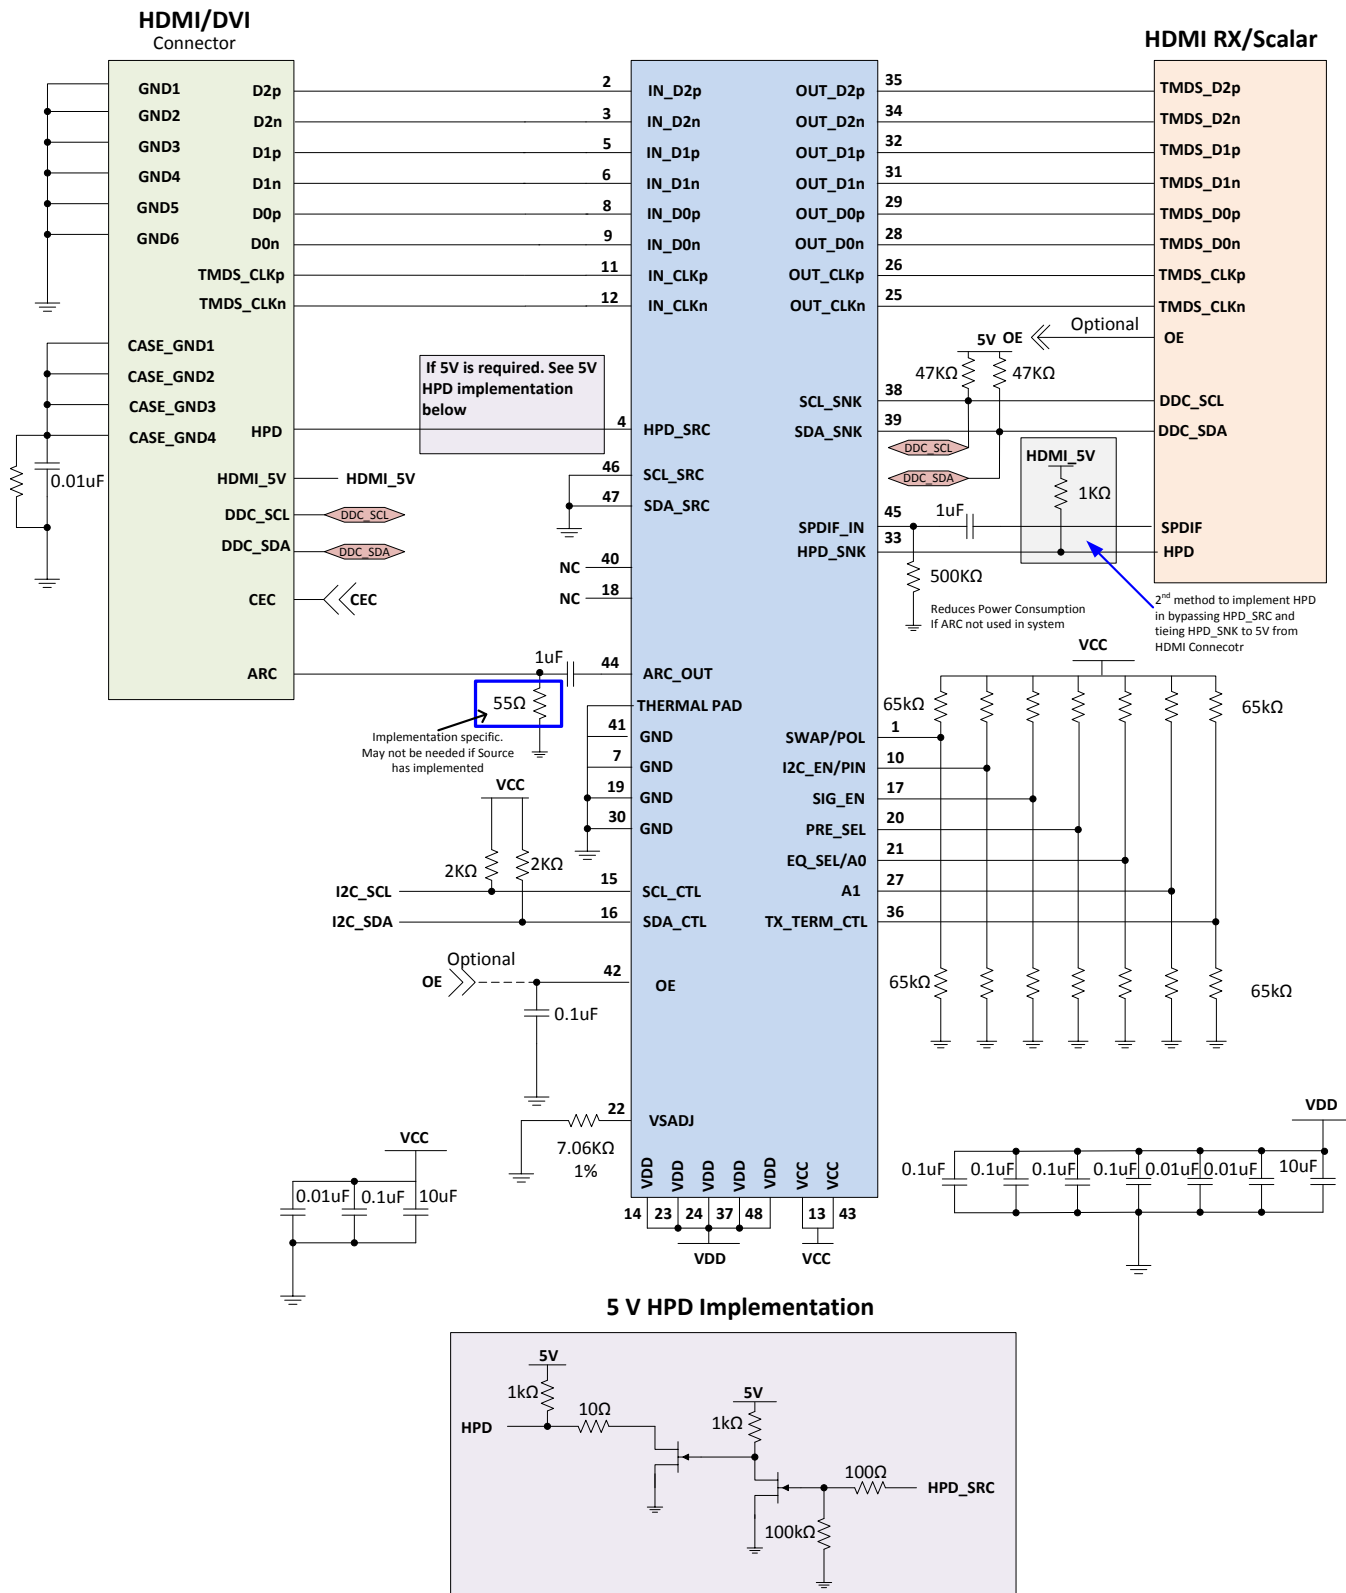 HDMI/DVI
Connector
HDMI RX/Scalar
GND1
GND2
GND3
GND4
GND5
GND6
D2p
D2n
D1p
D1n
D0p
D0n
TMDS_CLKp
TMDS_CLKn
CASE_GND1
CASE_GND2
CASE_GND3
CASE_GND4
HPD
HDMI_5V
HDMI_5V
DDC_SCL
DDC_SCL
DDC_SDA
DDC_SDA
CEC
CEC
ARC
0.01uF
If 5V is required. See 5V
HPD implementation
below
2
IN_D2p
3
IN_D2n
5
IN_D1p
6
IN_D1n
8
IN_D0p
9
IN_D0n
11
IN_CLKp
12
IN_CLKn
4
HPD_SRC
46
SCL_SRC
47
SDA_SRC
NC
40
NC
18
1uF
44
ARC_OUT
55Ω
Implementation specific.
May not be needed if Source
has implemented
THERMAL PAD
41
GND
7
GND
19
GND
30
GND
VCC
2KΩ
2KΩ
I2C_SCL
15
SCL_CTL
I2C_SDA
16
SDA_CTL
Optional
OE
42
OE
0.1uF
22
VSADJ
7.06KΩ
1%
OUT_D2p
35
OUT_D2n
34
OUT_D1p
32
OUT_D1n
31
OUT_D0p
29
OUT_D0n
28
OUT_CLKp
26
OUT_CLKn
25
TMDS_D2p
TMDS_D2n
TMDS_D1p
TMDS_D1n
TMDS_D0p
TMDS_D0n
TMDS_CLKp
TMDS_CLKn
5V
OE
Optional
OE
47KΩ
47KΩ
SCL_SNK
38
DDC_SCL
SDA_SNK
39
DDC_SDA
DDC_SCL
DDC_SDA
HDMI_5V
1KΩ
SPDIF_IN
45
1uF
SPDIF
HPD_SNK
33
HPD
500KΩ
Reduces Power Consumption
If ARC not used in system
2nd method to implement HPD
in bypassing HPD_SRC and
tieing HPD_SNK to 5V from
HDMI Connecotr
VCC
65kΩ
65kΩ
SWAP/POL
1
I2C_EN/PIN
10
SIG_EN
17
PRE_SEL
20
EQ_SEL/A0
21
A1
27
TX_TERM_CTL
36
65kΩ
65kΩ
VCC
0.01uF
0.1uF
10uF
VDD
VDD
VDD
VDD
VDD
VCC
VCC
14
23
24
37
48
13
43
VDD
VCC
VDD
0.1uF
0.1uF
0.1uF
0.1uF
0.01uF
0.01uF
10uF
5 V HPD Implementation
5V
1kΩ
HPD
10Ω
5V
1kΩ
100Ω
HPD_SRC
100kΩ